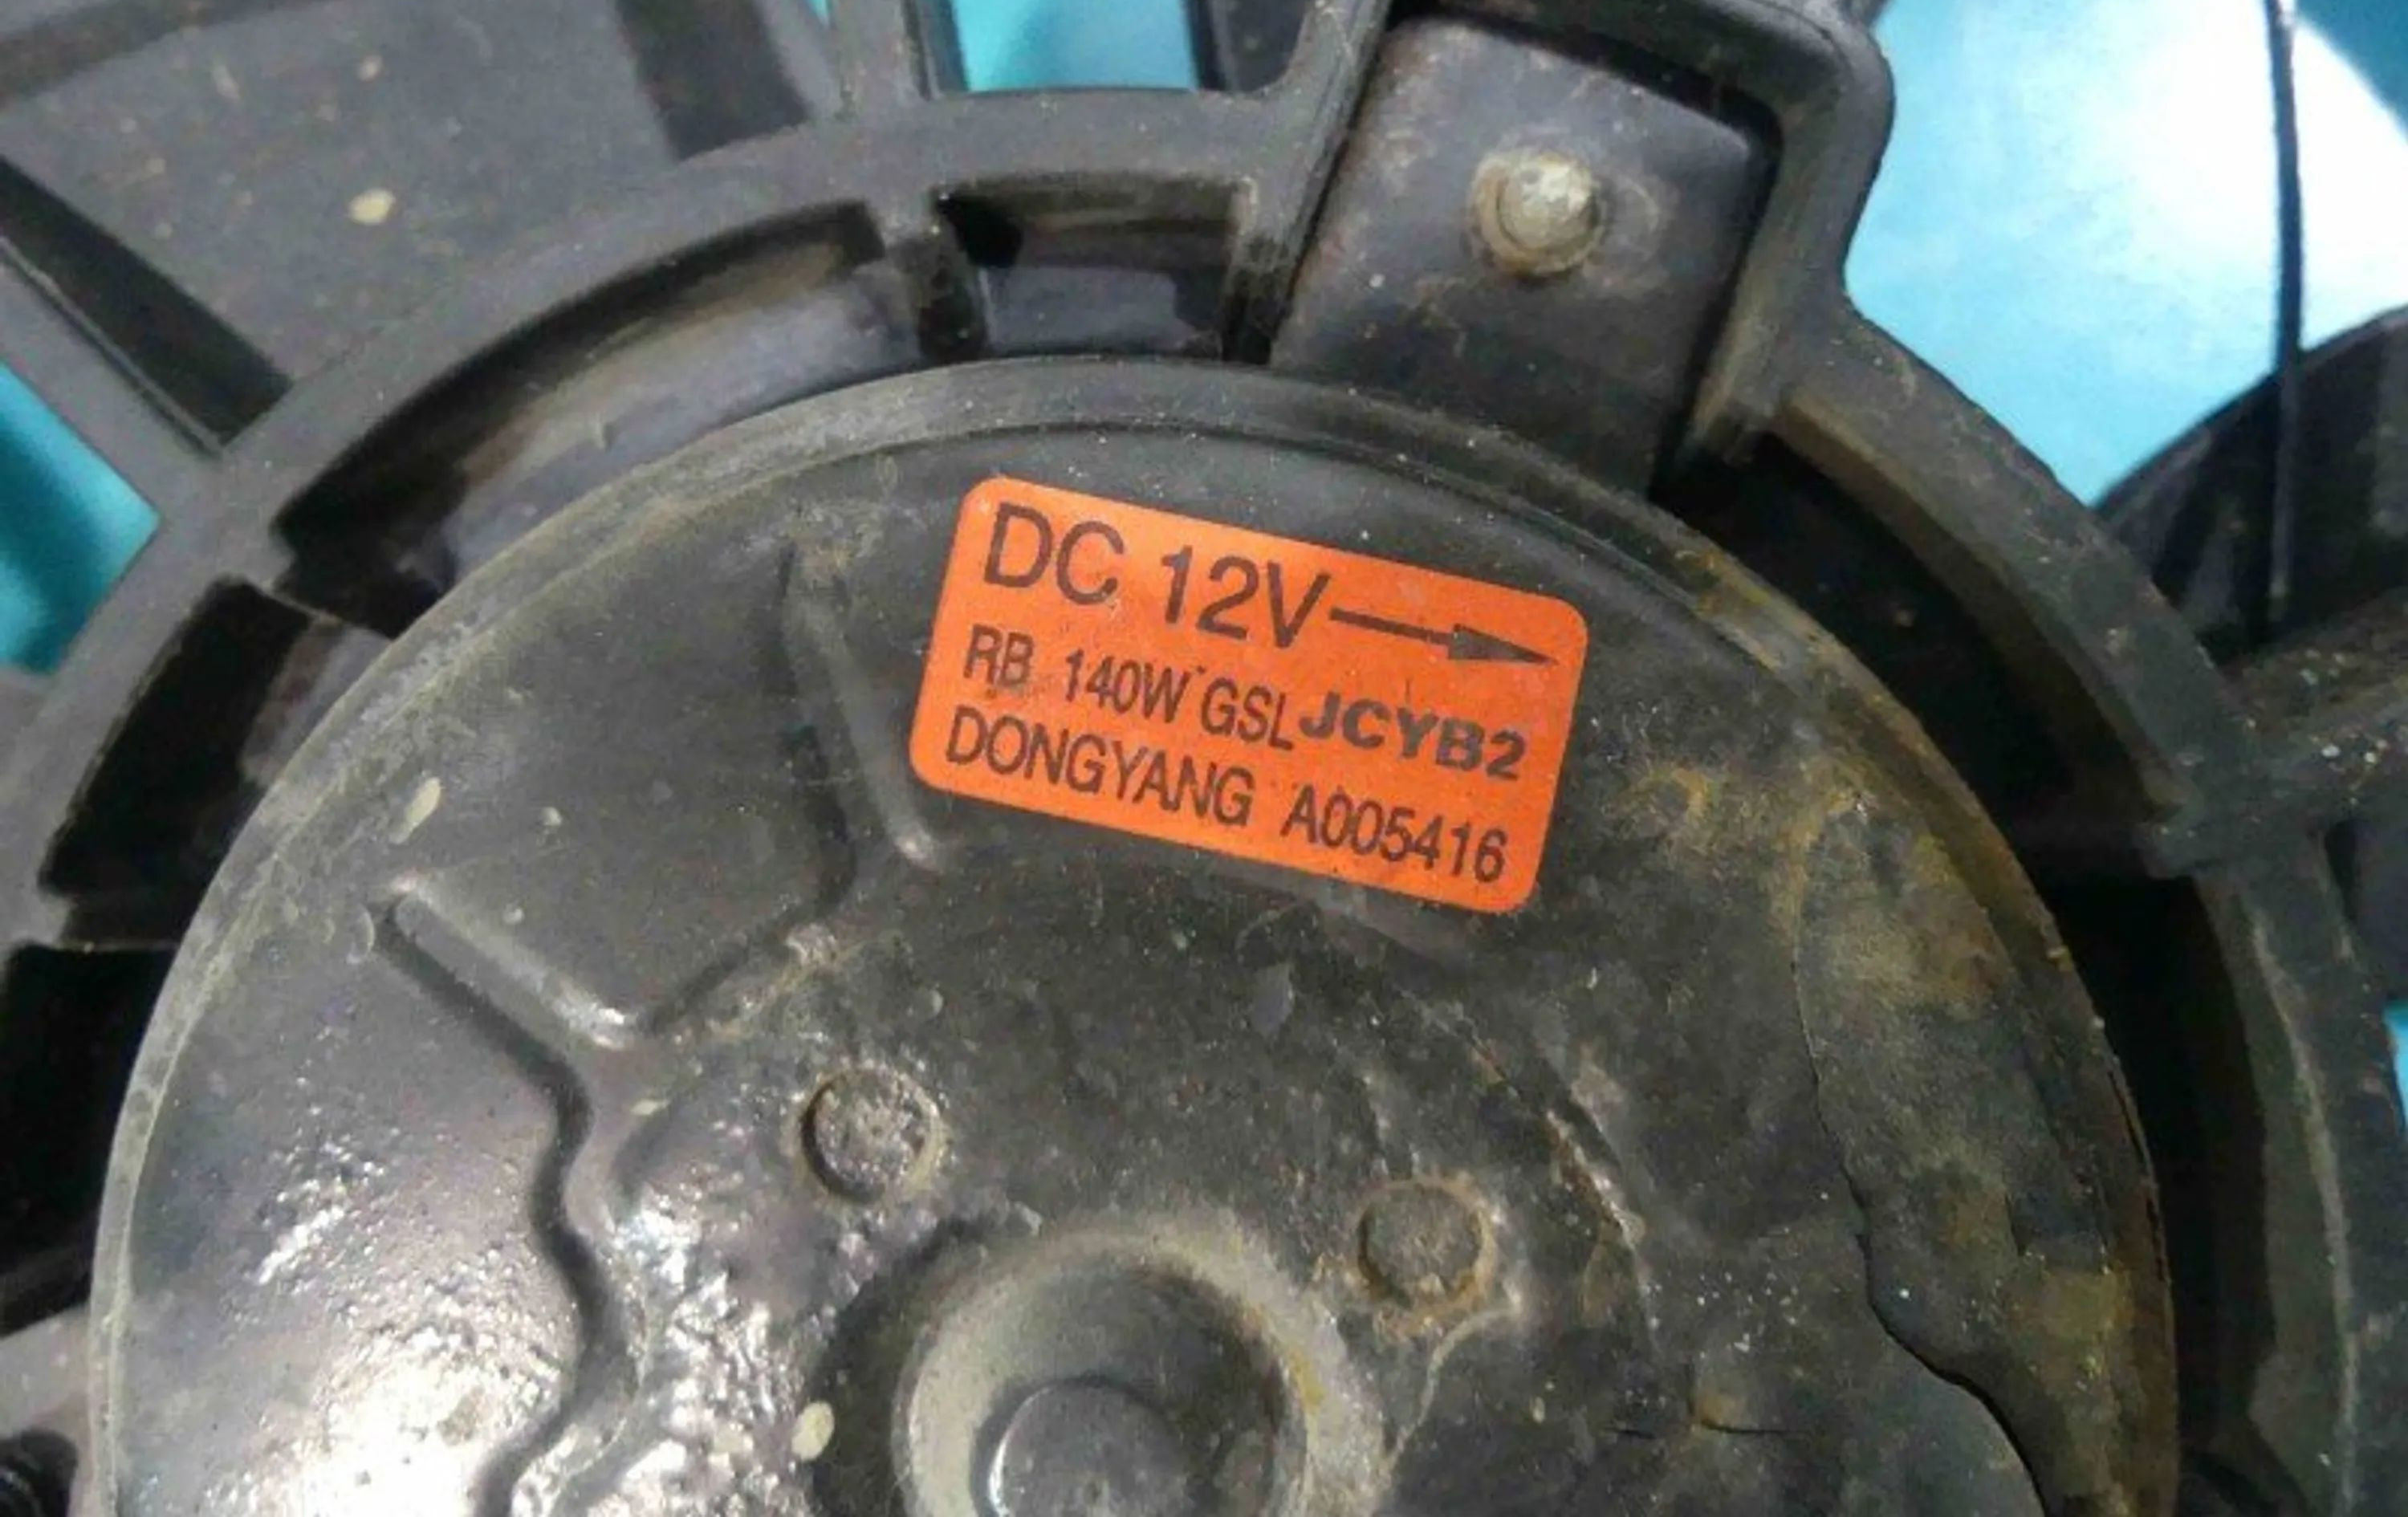 DC 12V →
RB 140W GSL JCYB2
DONGYANG A005416